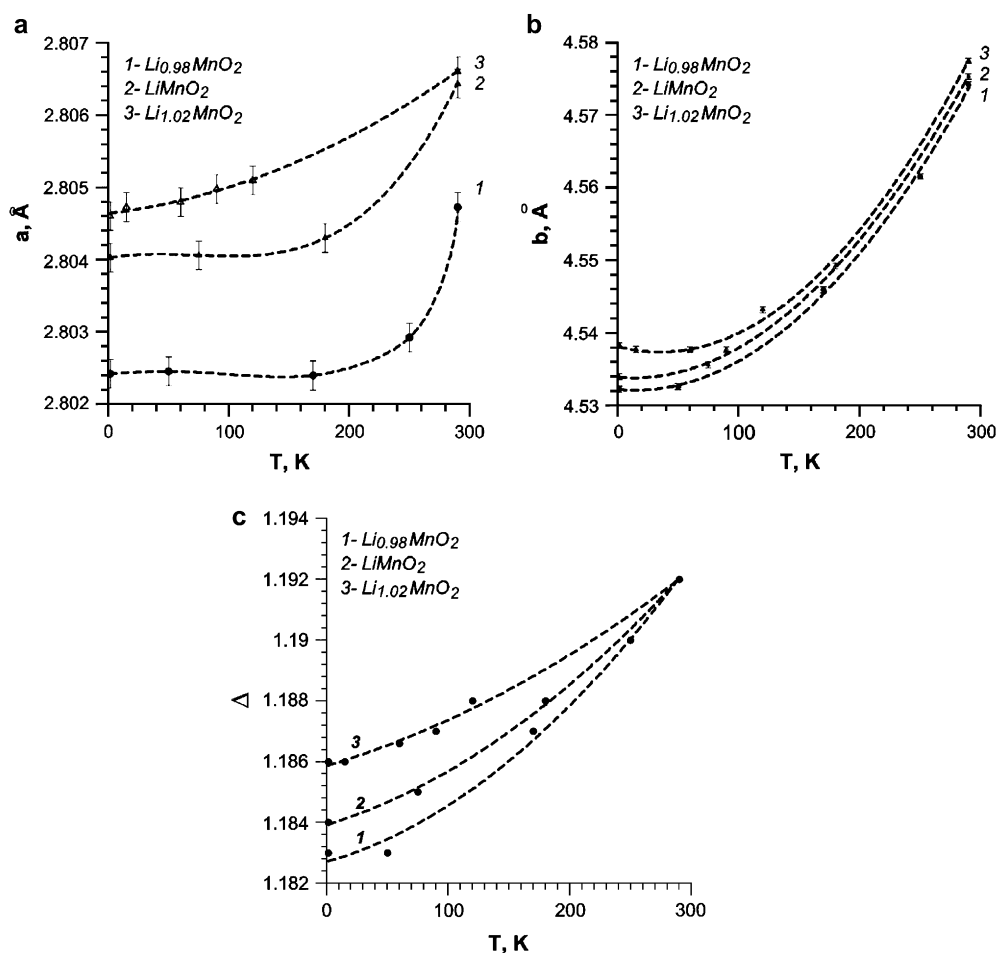 a
2.807
2.806
2.805
2.804
2.803
2.802
a, Å
1- Li0.98MnO2
2- LiMnO2
3- Li1.02MnO2
3
2
1
0 100 200 300
T, K
b
4.58
4.57
4.56
4.55
4.54
4.53
b, Å
1- Li0.98MnO2
2- LiMnO2
3- Li1.02MnO2
3
2
1
0 100 200 300
T, K
c
1.194
1.192
1.19
1.188
1.186
1.184
1.182
Δ
1- Li0.98MnO2
2- LiMnO2
3- Li1.02MnO2
3
2
1
0 100 200 300
T, K